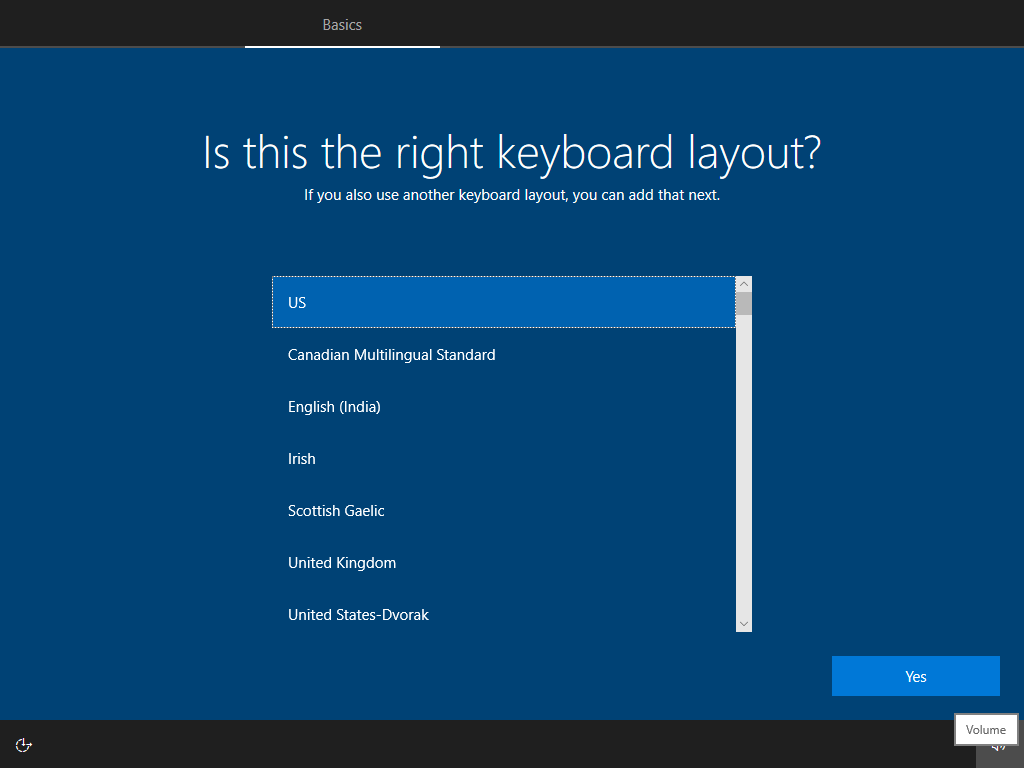 Basics
Is this the right keyboard layout?
If you also use another keyboard layout, you can add that next.
US
Canadian Multilingual Standard
English (India)
Irish
Scottish Gaelic
United Kingdom
United States-Dvorak
Yes
Volume